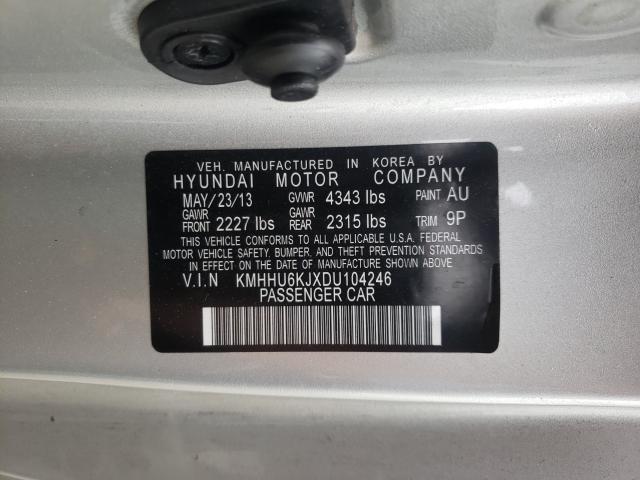 VEH. MANUFACTURED IN KOREA BY
HYUNDAI MOTOR COMPANY
MAY/23/13 GVWR 4343 lbs PAINT AU
GAWR FRONT 2227 lbs GAWR REAR 2315 lbs TRIM 9P
THIS VEHICLE CONFORMS TO ALL APPLICABLE U.S.A. FEDERAL
MOTOR VEHICLE SAFETY, BUMPER, AND THEFT PREVENTION STANDARDS
IN EFFECT ON THE DATE OF MANUFACTURE SHOWN ABOVE
V.I.N KMHHU6KJXDU104246
PASSENGER CAR